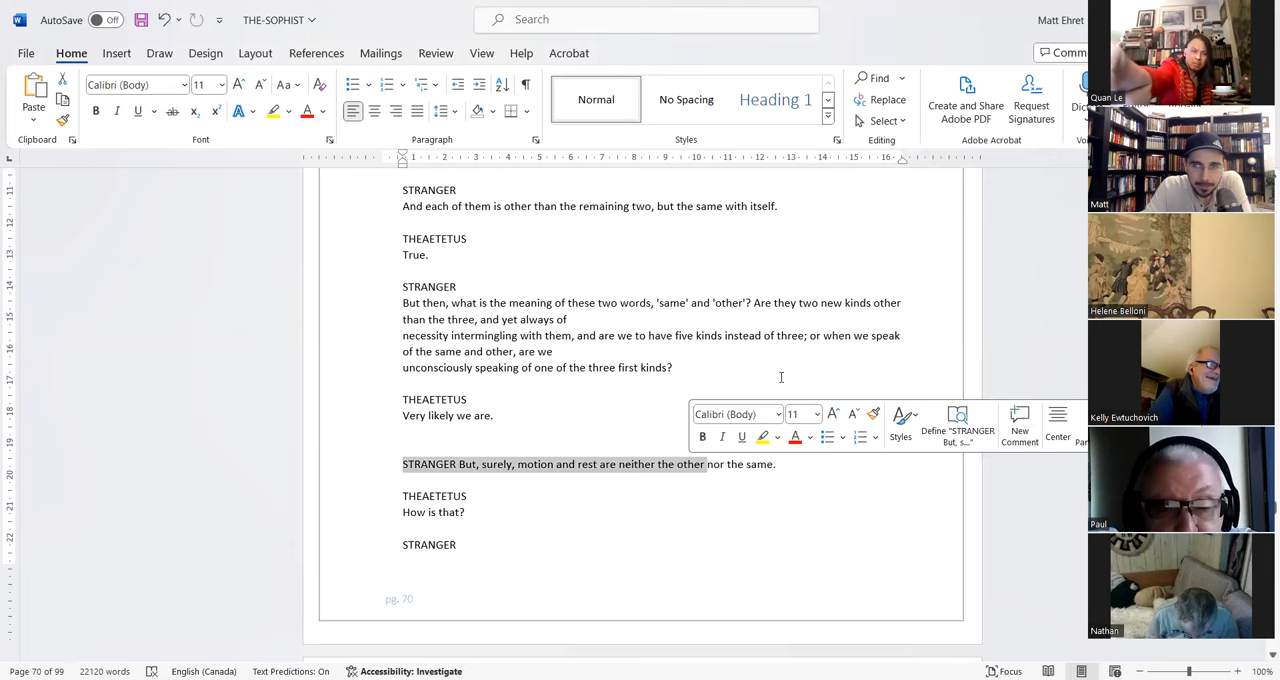 AutoSave Off THE-SOPHIST Search Matt Ehret
File Home Insert Draw Design Layout References Mailings Review View Help Acrobat Comm
Paste Calibri (Body) 11 Aa Normal No Spacing Heading 1 Find Replace Select Create and Share Adobe PDF Request Signatures Dic
Clipboard Font Paragraph Styles Editing Adobe Acrobat Vo
STRANGER
And each of them is other than the remaining two, but the same with itself.
THEAETETUS
True.
STRANGER
But then, what is the meaning of these two words, 'same' and 'other'? Are they two new kinds other
than the three, and yet always of
necessity intermingling with them, and are we to have five kinds instead of three; or when we speak
of the same and other, are we
unconsciously speaking of one of the three first kinds?
THEAETETUS
Very likely we are.
Calibri (Body) 11
B I U A Styles Define "STRANGER But, s..." New Comment Center Par
STRANGER But, surely, motion and rest are neither the other nor the same.
THEAETETUS
How is that?
STRANGER
pg. 70
Page 70 of 99 22120 words English (Canada) Text Predictions: On Accessibility: Investigate Focus 100%
Quan Le
Matt
Helene Belloni
Kelly Ewtuchovich
Paul
Nathan